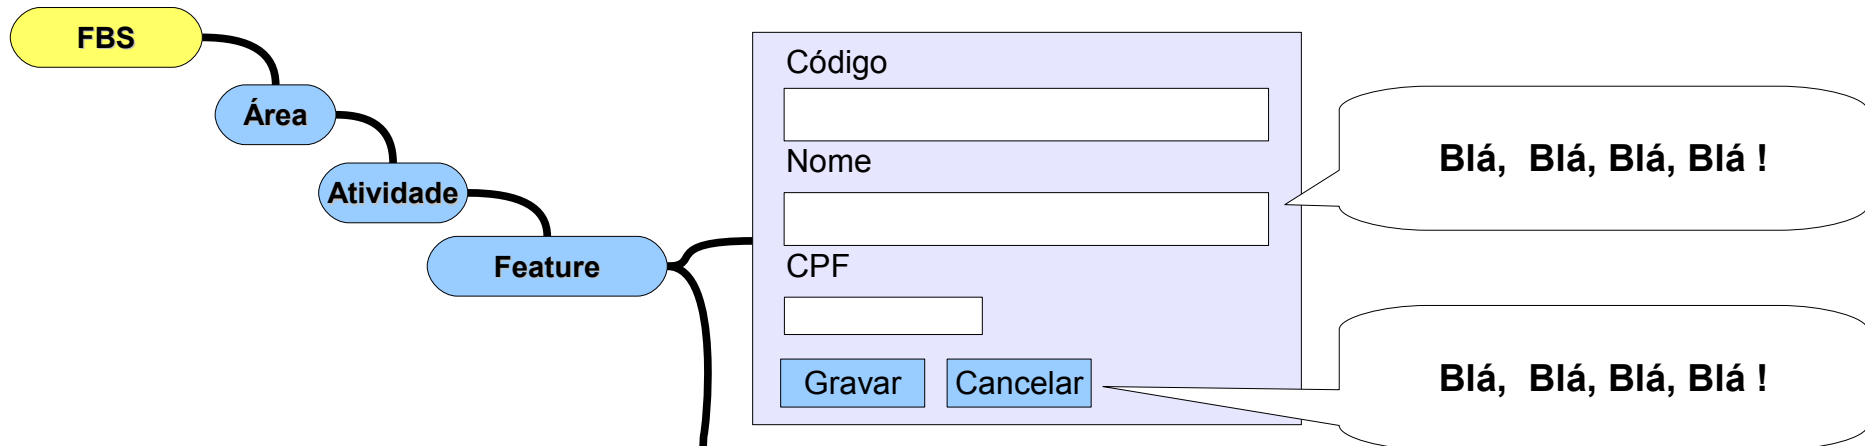 FBS
Área
Atividade
Feature
Código
Nome
CPF
Gravar
Cancelar
Blá, Blá, Blá, Blá !
Blá, Blá, Blá, Blá !